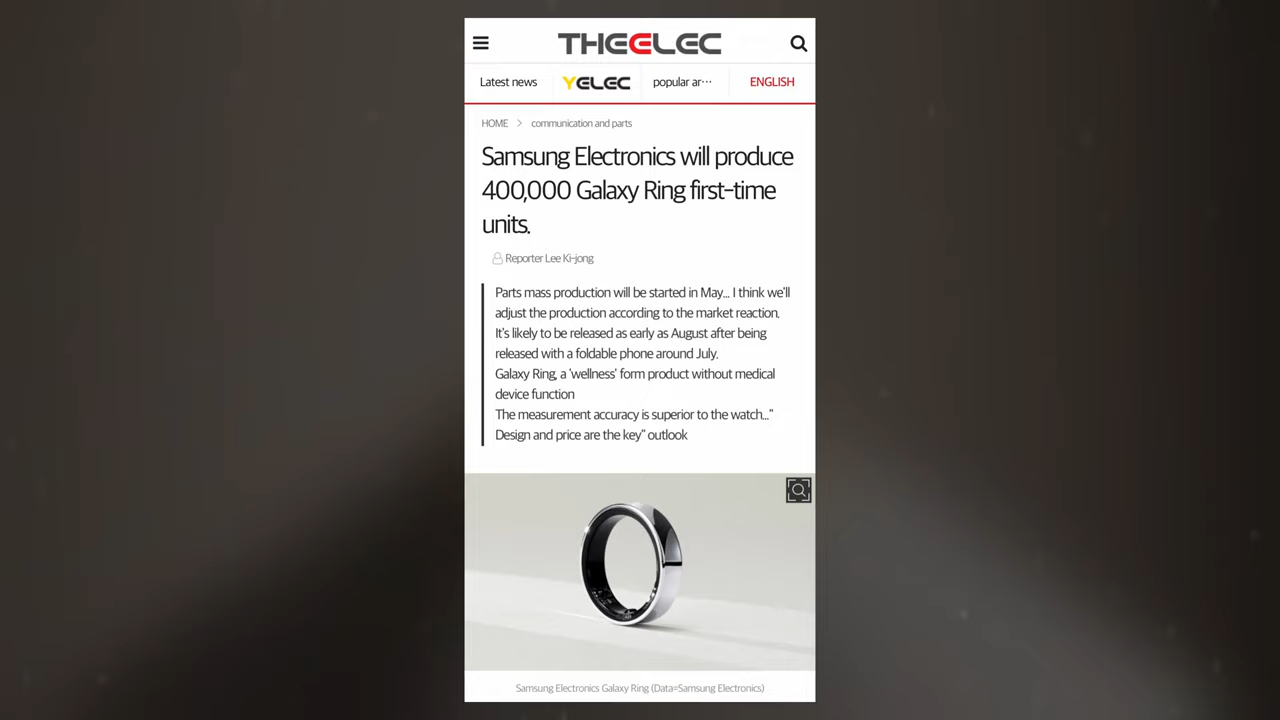 THEELEC
Latest news
YELEC
popular ar···
ENGLISH
HOME > communication and parts
Samsung Electronics will produce
400,000 Galaxy Ring first-time
units.
Reporter Lee Ki-jong
Parts mass production will be started in May... I think we'll
adjust the production according to the market reaction.
It's likely to be released as early as August after being
released with a foldable phone around July.
Galaxy Ring, a 'wellness' form product without medical
device function
The measurement accuracy is superior to the watch..."
Design and price are the key" outlook
Samsung Electronics Galaxy Ring (Data=Samsung Electronics)